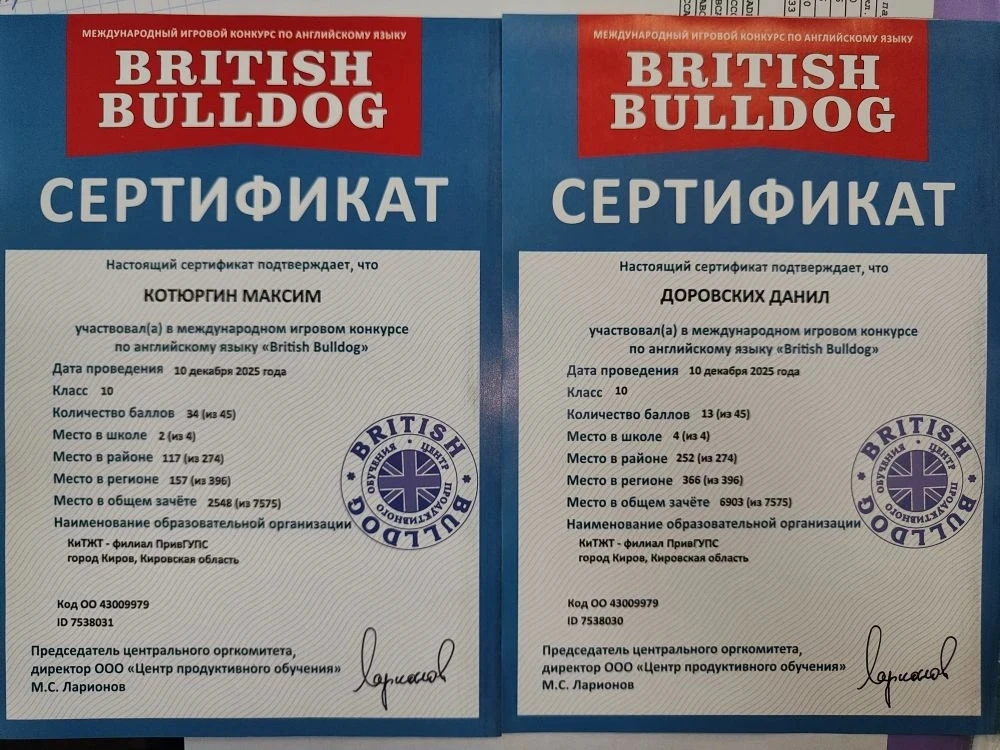 МЕЖДУНАРОДНЫЙ ИГРОВОЙ КОНКУРС ПО АНГЛИЙСКОМУ ЯЗЫКУ
BRITISH
BULLDOG
СЕРТИФИКАТ
Настоящий сертификат подтверждает, что
КОТЮРГИН МАКСИМ
участвовал(а) в международном игровом конкурсе
по английскому языку «British Bulldog»
Дата проведения 10 декабря 2025 года
Класс 10
Количество баллов 34 (из 45)
Место в школе 2 (из 4)
Место в районе 117 (из 274)
Место в регионе 157 (из 396)
Место в общем зачёте 2548 (из 7575)
Наименование образовательной организации
КиТЖТ - филиал ПривГУПС
город Киров, Кировская область
Код ОО 43009979
ID 7538031
Председатель центрального оргкомитета,
директор ООО «Центр продуктивного обучения»
М.С. Ларионов
Ларионов
BRITISH BULLDOG
ЦЕНТР ПРОДУКТИВНОГО ОБУЧЕНИЯ
МЕЖДУНАРОДНЫЙ ИГРОВОЙ КОНКУРС ПО АНГЛИЙСКОМУ ЯЗЫКУ
BRITISH
BULLDOG
СЕРТИФИКАТ
Настоящий сертификат подтверждает, что
ДОРОВСКИХ ДАНИЛ
участвовал(а) в международном игровом конкурсе
по английскому языку «British Bulldog»
Дата проведения 10 декабря 2025 года
Класс 10
Количество баллов 13 (из 45)
Место в школе 4 (из 4)
Место в районе 252 (из 274)
Место в регионе 366 (из 396)
Место в общем зачёте 6903 (из 7575)
Наименование образовательной организации
КиТЖТ - филиал ПривГУПС
город Киров, Кировская область
Код ОО 43009979
ID 7538030
Председатель центрального оргкомитета,
директор ООО «Центр продуктивного обучения»
М.С. Ларионов
Ларионов
BRITISH BULLDOG
ЦЕНТР ПРОДУКТИВНОГО ОБУЧЕНИЯ